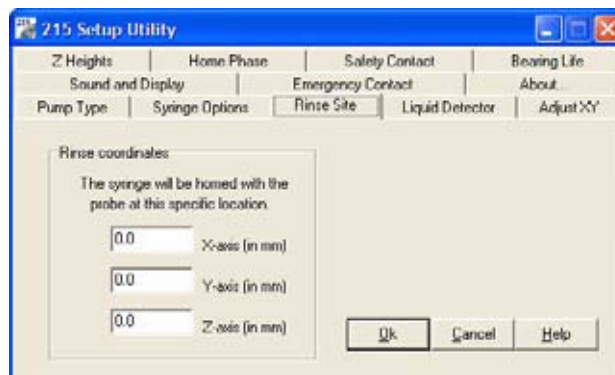 215 Setup Utility
Z Heights Home Phase Safety Contact Bearing Life
Sound and Display Emergency Contact About...
Pump Type Syringe Options Rinse Site Liquid Detector Adjust XY
Rinse coordinates
The syringe will be homed with the
probe at this specific location.
0.0 X-axis (in mm)
0.0 Y-axis (in mm)
0.0 Z-axis (in mm)
Ok Cancel Help